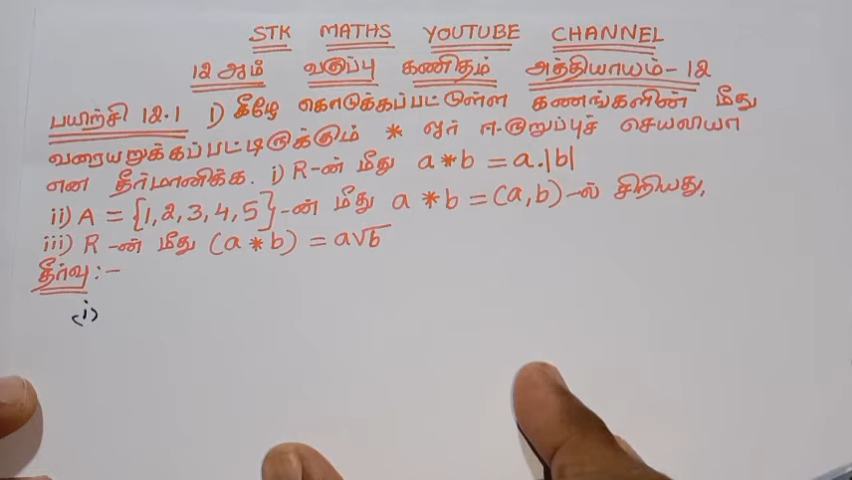 STK MATHS YOUTUBE CHANNEL
12 ஆம் வகுப்பு கணிதம் அத்தியாயம் - 12
பயிற்சி 12.1 1) கீழே கொடுக்கப்பட்டுள்ள கணங்களின் மீது
வரையறுக்கப்பட்டிடுக்கும் * ஓர் ஈ-டுறுப்புச் செயலியா
என தீர்மானிக்க. i) R-ன் மீது a * b = a.|b|
ii) A = {1, 2, 3, 4, 5} -ன் மீது a * b = (a, b) -ல் சிறியது,
iii) R -ன் மீது (a * b) = a√b
தீர்வு :-
(i)